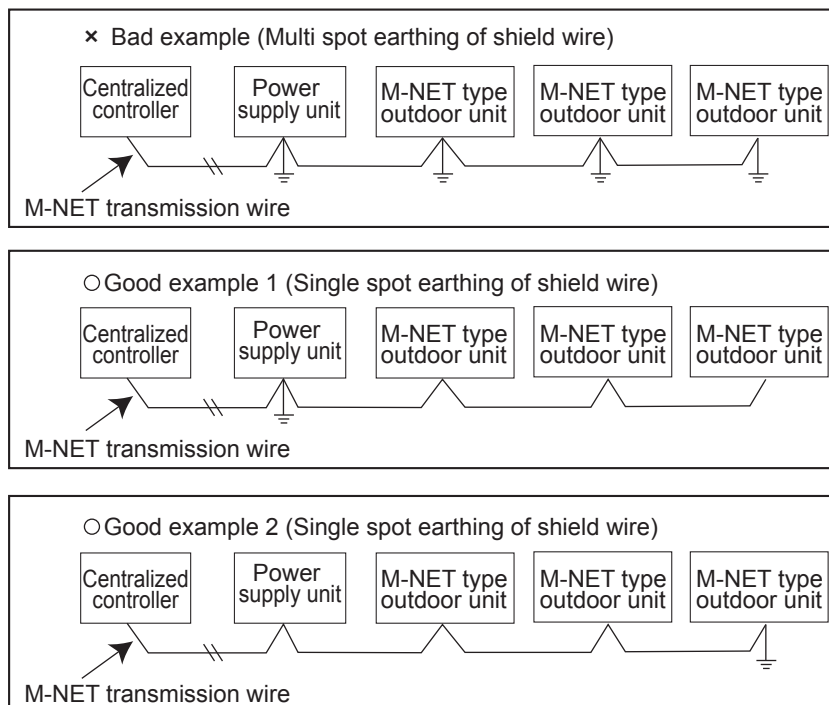 × Bad example (Multi spot earthing of shield wire)
Centralized
controller
Power
supply unit
M-NET type
outdoor unit
M-NET type
outdoor unit
M-NET type
outdoor unit
M-NET transmission wire
○Good example 1 (Single spot earthing of shield wire)
Centralized
controller
Power
supply unit
M-NET type
outdoor unit
M-NET type
outdoor unit
M-NET type
outdoor unit
M-NET transmission wire
○Good example 2 (Single spot earthing of shield wire)
Centralized
controller
Power
supply unit
M-NET type
outdoor unit
M-NET type
outdoor unit
M-NET type
outdoor unit
M-NET transmission wire